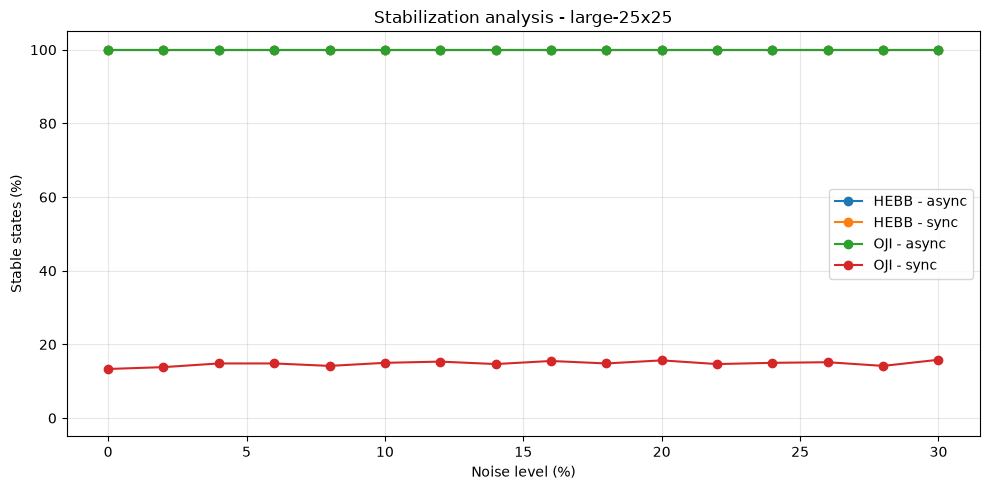 Stabilization analysis - large-25x25
Stable states (%)
100
80
60
40
20
0
HEBB - async
HEBB - sync
OJI - async
OJI - sync
0 5 10 15 20 25 30
Noise level (%)